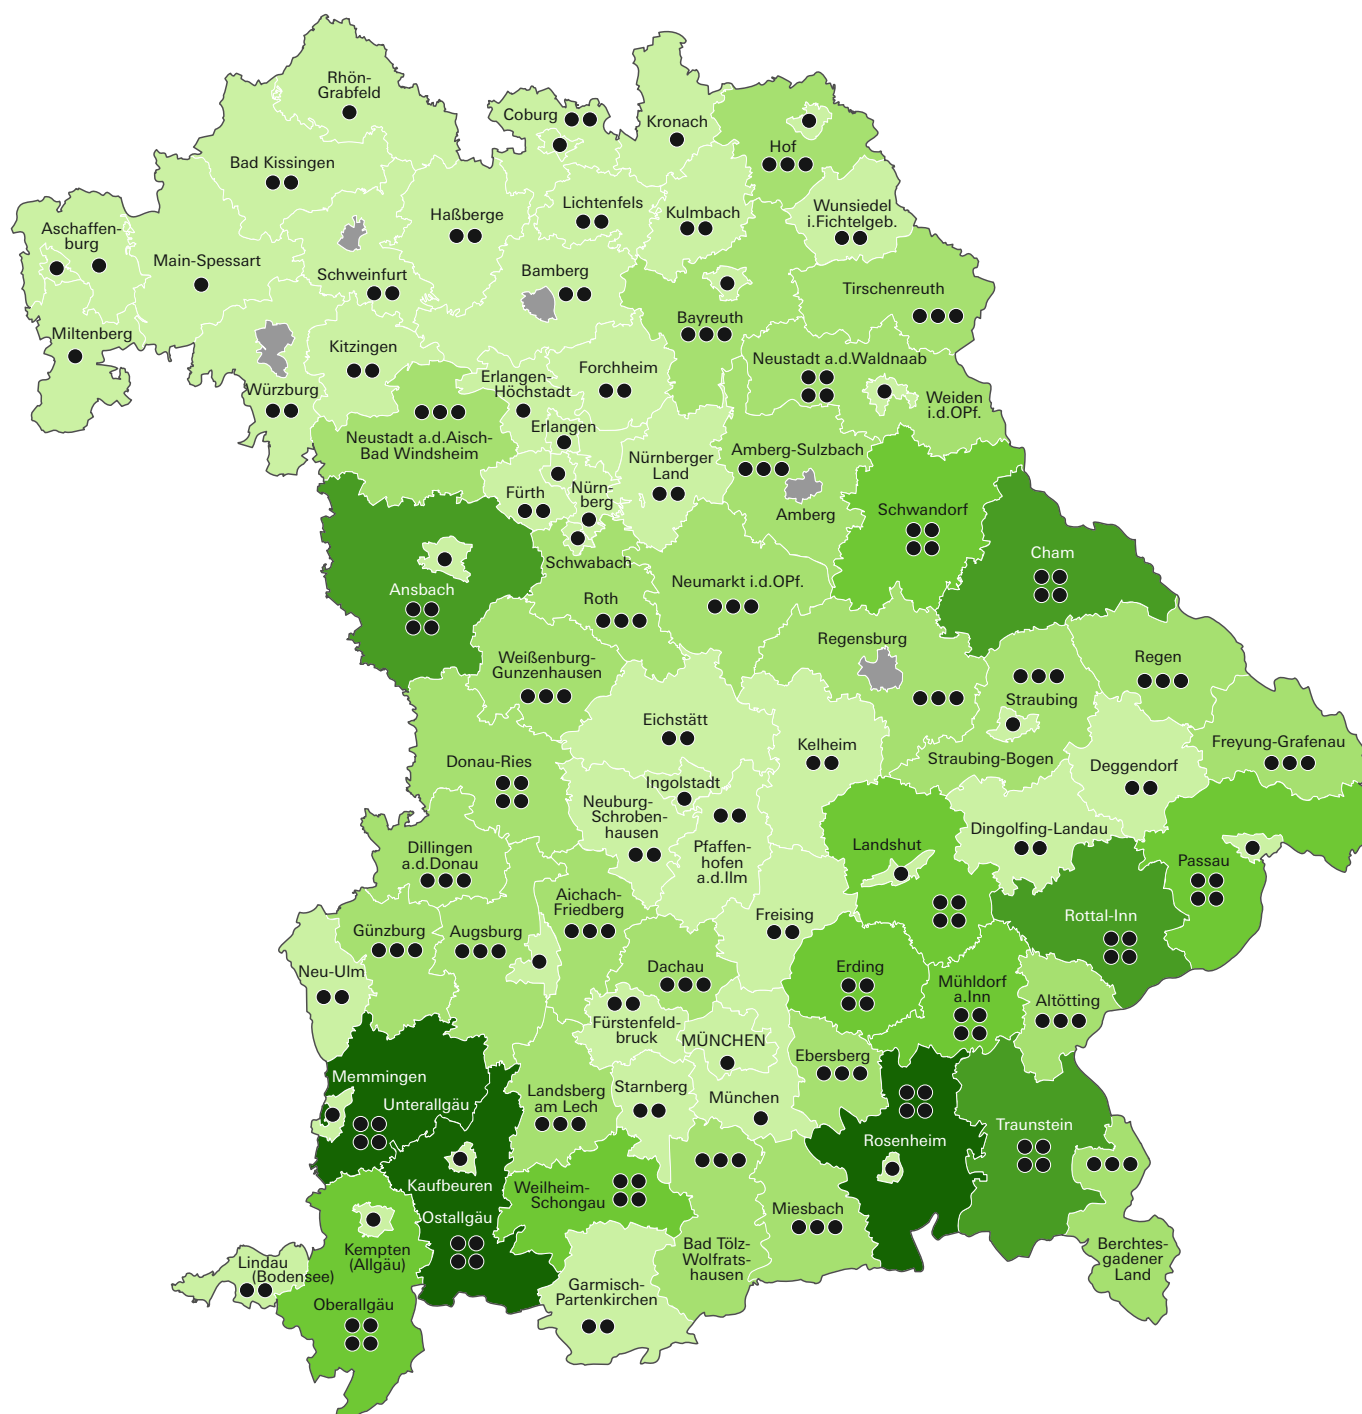 Rhön-
Grabfeld
Coburg
Kronach
Hof
Bad Kissingen
Haßberge
Lichtenfels
Kulmbach
Wunsiedel
i.Fichtelgeb.
Aschaffen-
burg
Main-Spessart
Schweinfurt
Bamberg
Tirschenreuth
Bayreuth
Miltenberg
Kitzingen
Forchheim
Neustadt a.d.Waldnaab
Erlangen-
Höchstadt
Würzburg
Weiden
i.d.OPf.
Erlangen
Neustadt a.d.Aisch-
Bad Windsheim
Nürnberger
Land
Amberg-Sulzbach
Fürth
Nürn-
berg
Amberg
Schwandorf
Cham
Schwabach
Ansbach
Neumarkt i.d.OPf.
Roth
Regensburg
Weißenburg-
Gunzenhausen
Regen
Straubing
Eichstätt
Kelheim
Freyung-Grafenau
Straubing-Bogen
Deggendorf
Donau-Ries
Ingolstadt
Neuburg-
Schroben-
hausen
Dingolfing-Landau
Pfaffen-
hofen
a.d.Ilm
Landshut
Dillingen
a.d.Donau
Passau
Aichach-
Friedberg
Freising
Rottal-Inn
Günzburg
Augsburg
Neu-Ulm
Dachau
Erding
Mühldorf
a.Inn
Altötting
Fürstenfeld-
bruck
MÜNCHEN
Ebersberg
Memmingen
Unterallgäu
Landsberg
am Lech
Starnberg
München
Traunstein
Rosenheim
Kaufbeuren
Weilheim-
Schongau
Miesbach
Ostallgäu
Kempten
(Allgäu)
Bad Tölz-
Wolfrats-
hausen
Berchtes-
gadener
Land
Lindau
(Bodensee)
Garmisch-
Partenkirchen
Oberallgäu